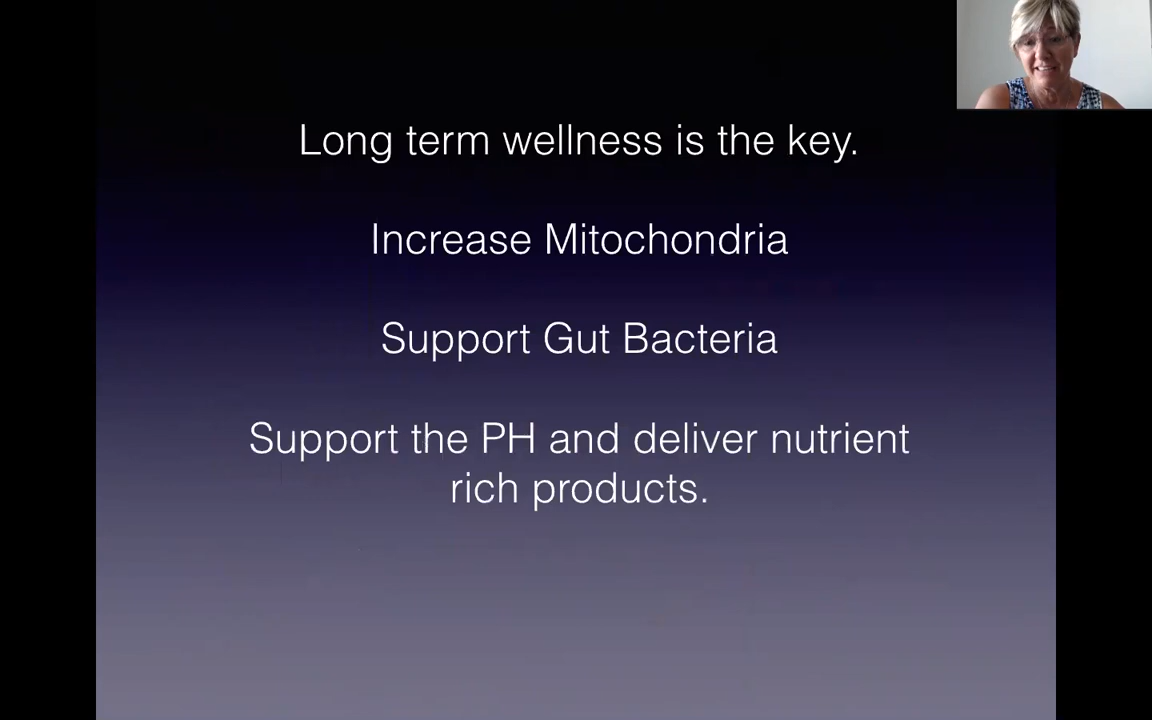 Long term wellness is the key.
Increase Mitochondria
Support Gut Bacteria
Support the PH and deliver nutrient
rich products.